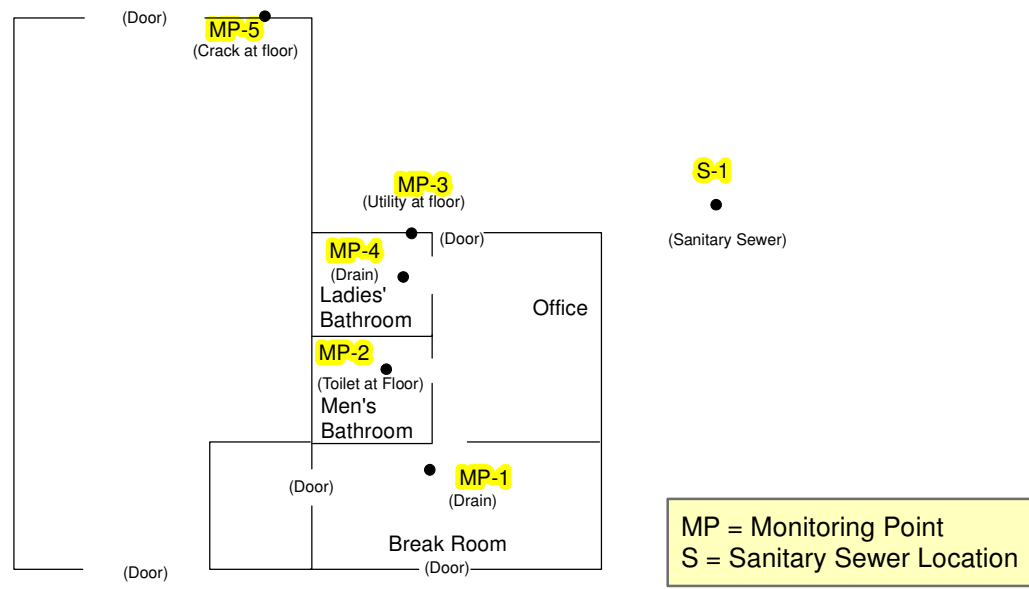 (Door)
MP-5
(Crack at floor)
MP-3
(Utility at floor)
S-1
(Sanitary Sewer)
(Door)
MP-4
(Drain)
Ladies'
Bathroom
Office
MP-2
(Toilet at Floor)
Men's
Bathroom
MP-1
(Drain)
(Door)
Break Room
(Door)
(Door)
MP = Monitoring Point
S = Sanitary Sewer Location